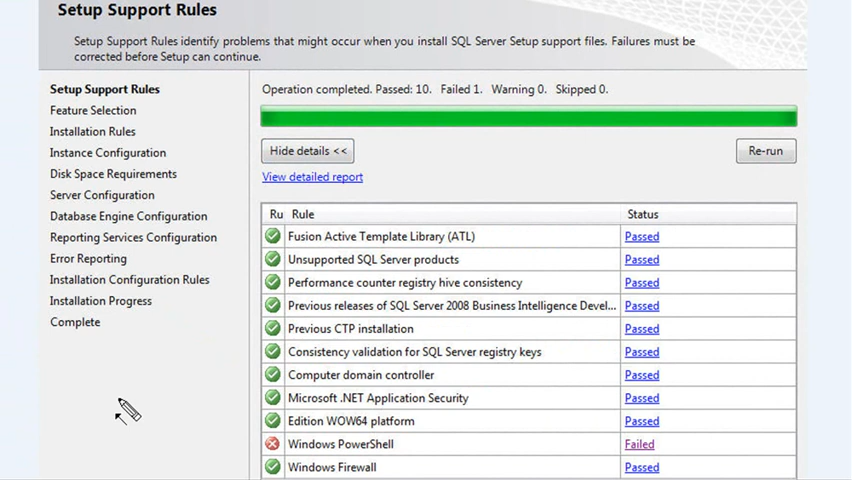 Setup Support Rules
Setup Support Rules identify problems that might occur when you install SQL Server Setup support files. Failures must be
corrected before Setup can continue.
Setup Support Rules
Feature Selection
Installation Rules
Instance Configuration
Disk Space Requirements
Server Configuration
Database Engine Configuration
Reporting Services Configuration
Error Reporting
Installation Configuration Rules
Installation Progress
Complete
Operation completed. Passed: 10. Failed 1. Warning 0. Skipped 0.
Hide details <<
Re-run
View detailed report
Ru Rule Status
Fusion Active Template Library (ATL) Passed
Unsupported SQL Server products Passed
Performance counter registry hive consistency Passed
Previous releases of SQL Server 2008 Business Intelligence Devel... Passed
Previous CTP installation Passed
Consistency validation for SQL Server registry keys Passed
Computer domain controller Passed
Microsoft .NET Application Security Passed
Edition WOW64 platform Passed
Windows PowerShell Failed
Windows Firewall Passed